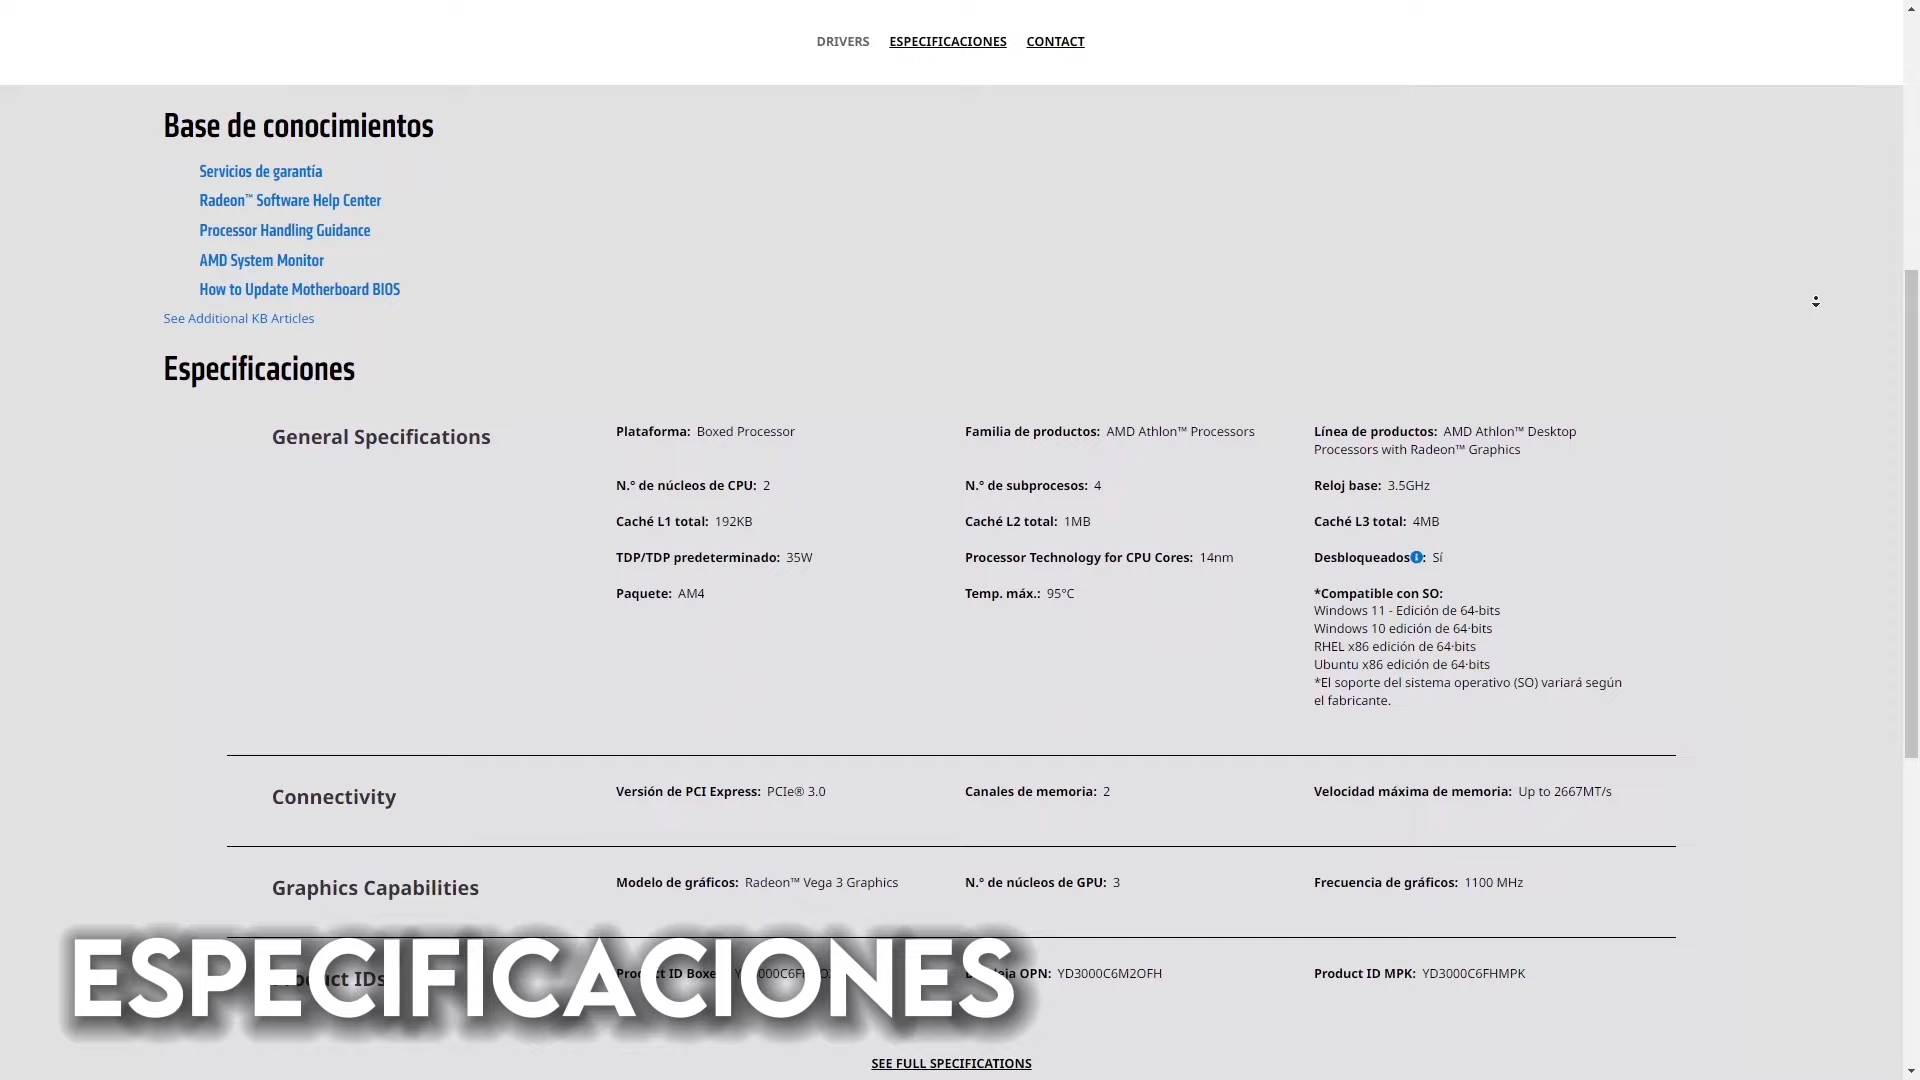 DRIVERS ESPECIFICACIONES CONTACT
Base de conocimientos
Servicios de garantía
Radeon™ Software Help Center
Processor Handling Guidance
AMD System Monitor
How to Update Motherboard BIOS
See Additional KB Articles
Especificaciones
General Specifications
Plataforma: Boxed Processor
Familia de productos: AMD Athlon™ Processors
Línea de productos: AMD Athlon™ Desktop
Processors with Radeon™ Graphics
N.° de núcleos de CPU: 2
N.° de subprocesos: 4
Reloj base: 3.5GHz
Caché L1 total: 192KB
Caché L2 total: 1MB
Caché L3 total: 4MB
TDP/TDP predeterminado: 35W
Processor Technology for CPU Cores: 14nm
Desbloqueados: Sí
Paquete: AM4
Temp. máx.: 95°C
*Compatible con SO:
Windows 11 - Edición de 64-bits
Windows 10 edición de 64-bits
RHEL x86 edición de 64-bits
Ubuntu x86 edición de 64-bits
*El soporte del sistema operativo (SO) variará según
el fabricante.
Connectivity
Versión de PCI Express: PCIe® 3.0
Canales de memoria: 2
Velocidad máxima de memoria: Up to 2667MT/s
Graphics Capabilities
Modelo de gráficos: Radeon™ Vega 3 Graphics
N.° de núcleos de GPU: 3
Frecuencia de gráficos: 1100 MHz
IDs
ID
OPN: YD3000C6M2OFH
Product ID MPK: YD3000C6FHMPK
ESPECIFICACIONES
SEE FULL SPECIFICATIONS